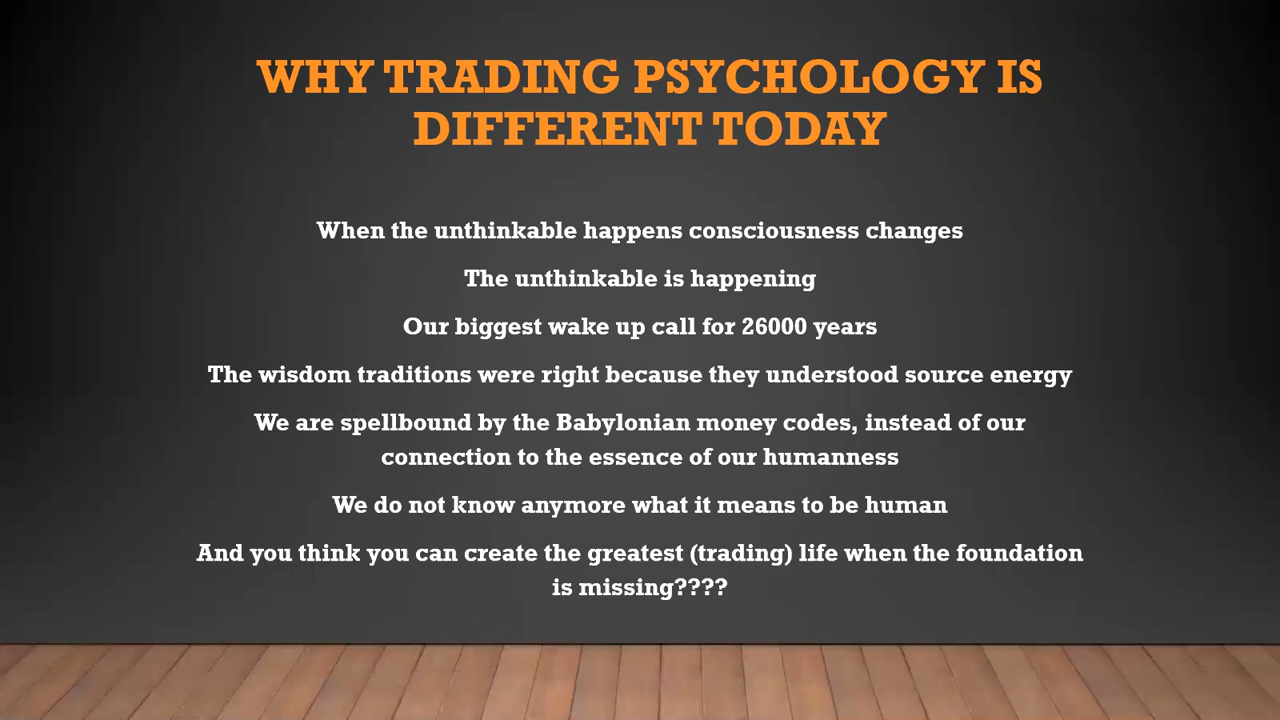 WHY TRADING PSYCHOLOGY IS
DIFFERENT TODAY
When the unthinkable happens consciousness changes
The unthinkable is happening
Our biggest wake up call for 26000 years
The wisdom traditions were right because they understood source energy
We are spellbound by the Babylonian money codes, instead of our
connection to the essence of our humanness
We do not know anymore what it means to be human
And you think you can create the greatest (trading) life when the foundation
is missing????